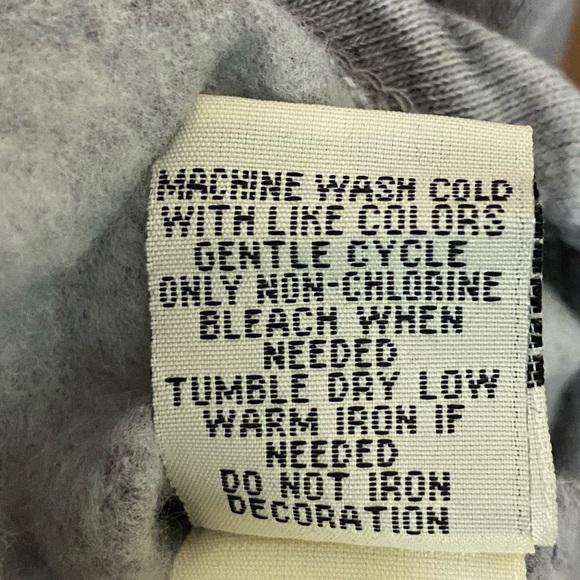 MACHINE WASH COLD
WITH LIKE COLORS
GENTLE CYCLE
ONLY NON-CHLORINE
BLEACH WHEN
NEEDED
TUMBLE DRY LOW
WARM IRON IF
NEEDED
DO NOT IRON
DECORATION